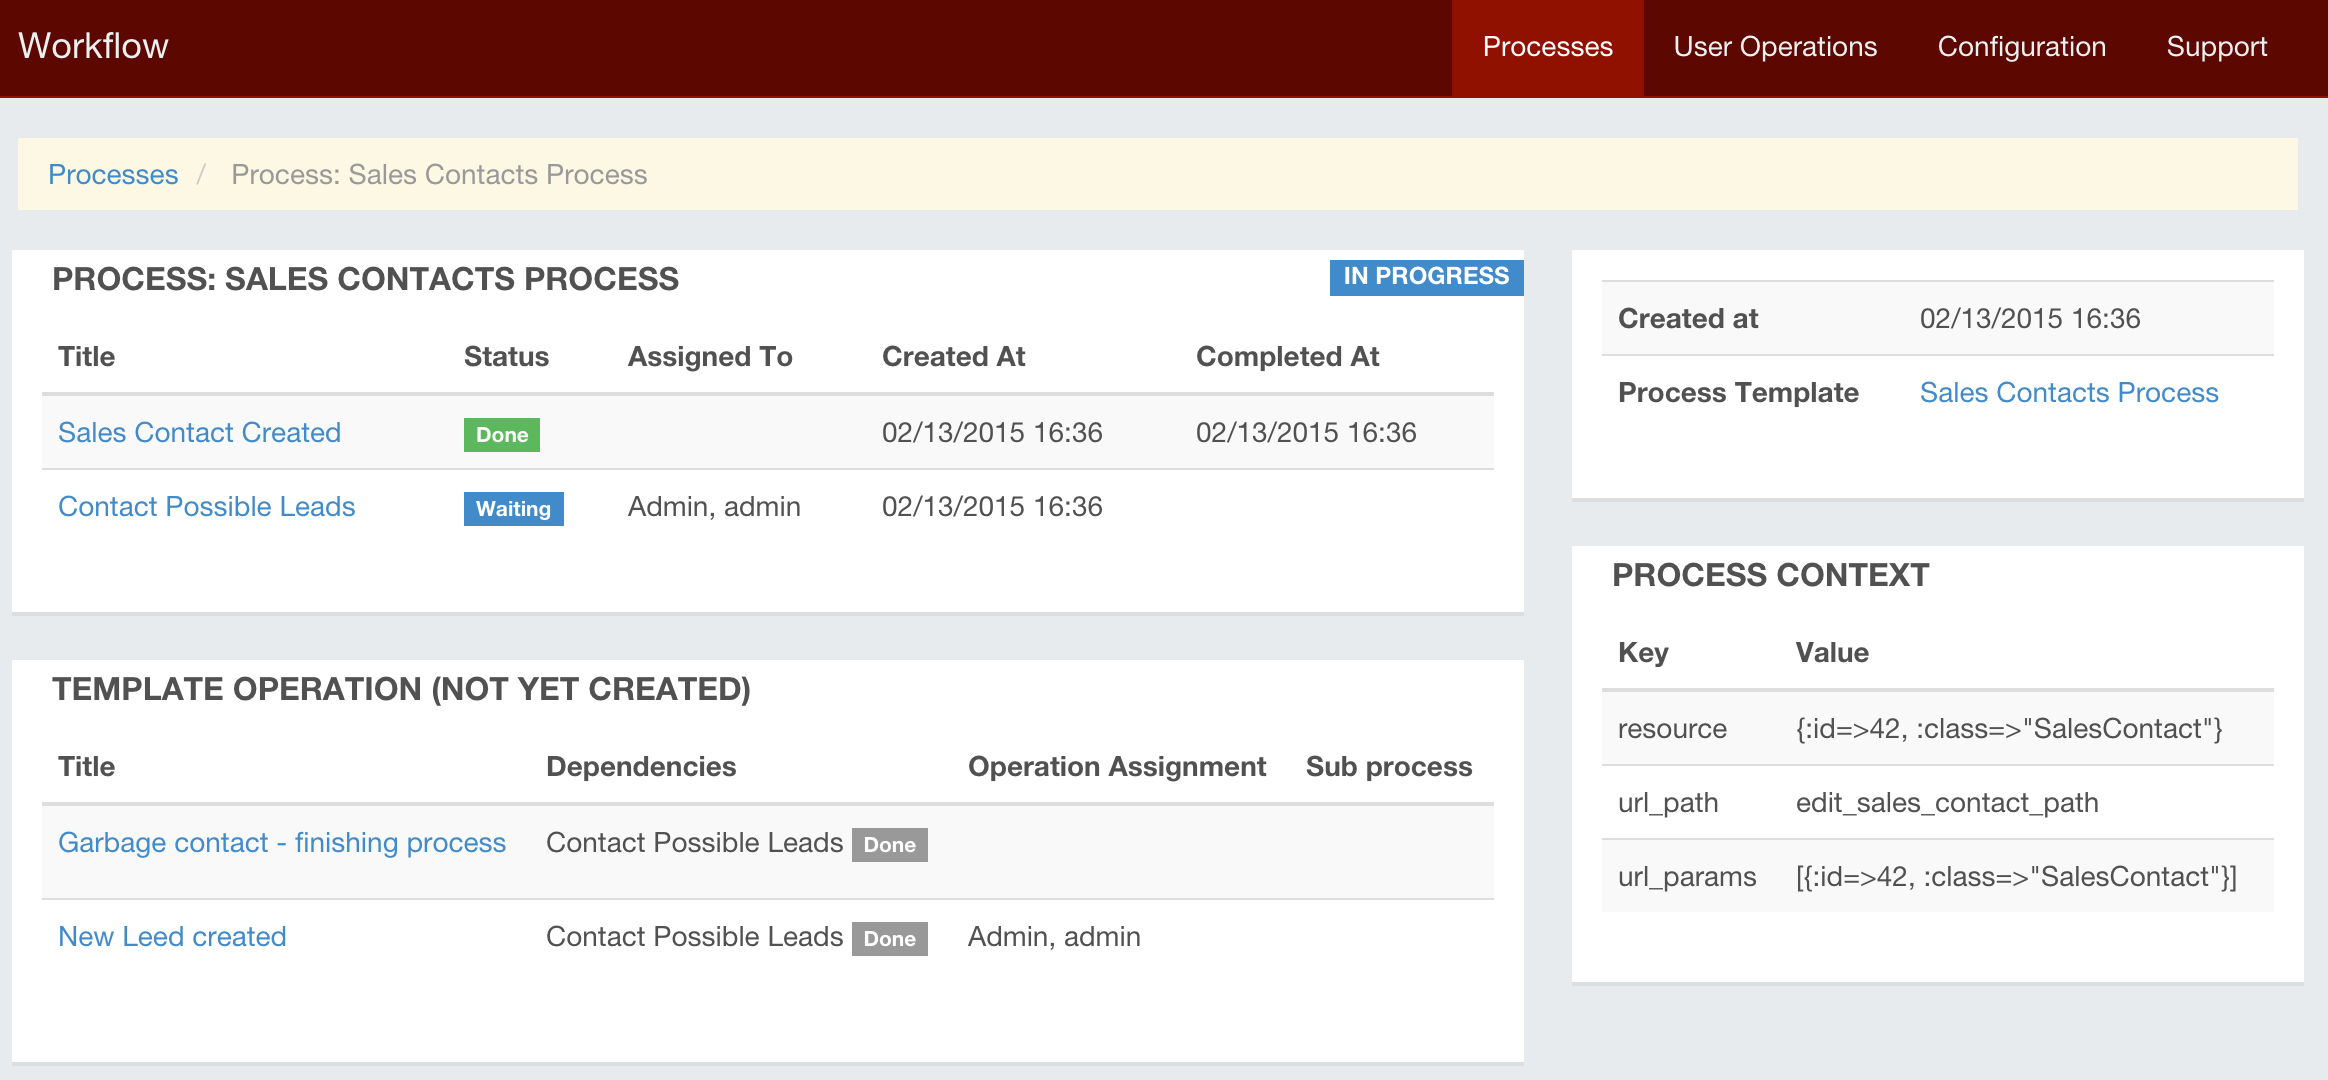 Workflow Processes User Operations Configuration Support
Processes / Process: Sales Contacts Process
PROCESS: SALES CONTACTS PROCESS IN PROGRESS
Title Status Assigned To Created At Completed At
Sales Contact Created Done 02/13/2015 16:36 02/13/2015 16:36
Contact Possible Leads Waiting Admin, admin 02/13/2015 16:36
TEMPLATE OPERATION (NOT YET CREATED)
Title Dependencies Operation Assignment Sub process
Garbage contact - finishing process Contact Possible Leads Done
New Leed created Contact Possible Leads Done Admin, admin
Created at 02/13/2015 16:36
Process Template Sales Contacts Process
PROCESS CONTEXT
Key Value
resource {:id=>42, :class=>"SalesContact"}
url_path edit_sales_contact_path
url_params [{:id=>42, :class=>"SalesContact"}]